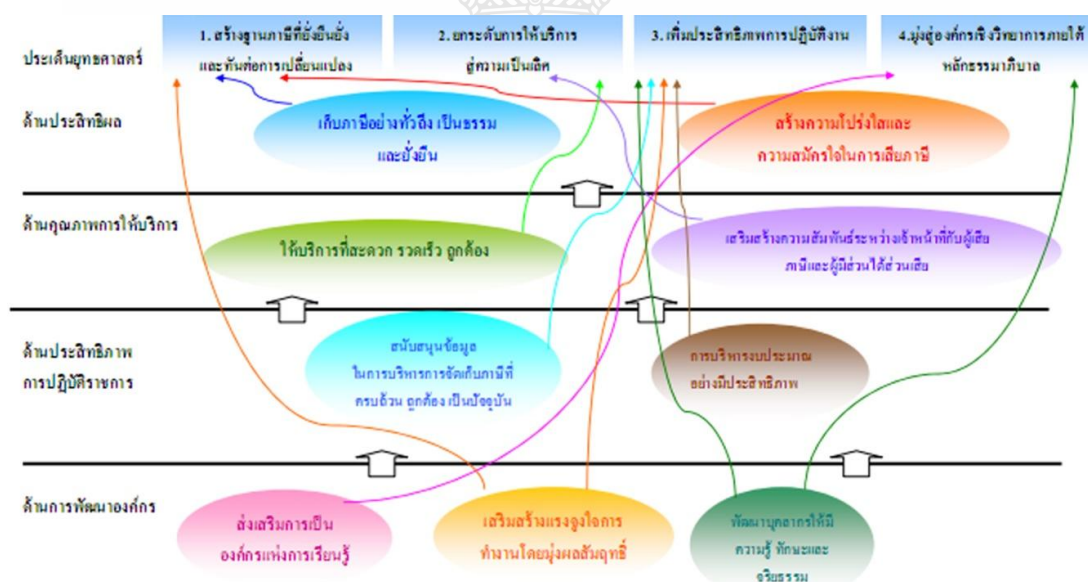 ประเด็นยุทธศาสตร์
1. สร้างฐานภาษีที่ยั่งยืนยั่ง
และทันต่อการเปลี่ยนแปลง
2. ยกระดับการให้บริการ
สู่ความเป็นเลิศ
3. เพิ่มประสิทธิภาพการปฏิบัติงาน
4.มุ่งสู่องค์กรเชิงวิทยาการภายใต้
หลักธรรมาภิบาล
ด้านประสิทธิผล
เก็บภาษีอย่างทั่วถึง เป็นธรรม
และยั่งยืน
สร้างความโปร่งใสและ
ความสมัครใจในการเสียภาษี
ด้านคุณภาพการให้บริการ
ให้บริการที่สะดวก รวดเร็ว ถูกต้อง
เสริมสร้างความสัมพันธ์ระหว่างเจ้าหน้าที่กับผู้เสีย
ภาษีและผู้มีส่วนได้ส่วนเสีย
ด้านประสิทธิภาพ
การปฏิบัติราชการ
สนับสนุนข้อมูล
ในการบริหารการจัดเก็บภาษีที่
ครบถ้วน ถูกต้อง เป็นปัจจุบัน
การบริหารงบประมาณ
อย่างมีประสิทธิภาพ
ด้านการพัฒนาองค์กร
ส่งเสริมการเป็น
องค์กรแห่งการเรียนรู้
เสริมสร้างแรงจูงใจการ
ทำงานโดยมุ่งผลสัมฤทธิ์
พัฒนาบุคลากรให้มี
ความรู้ ทักษะและ
จริยธรรม